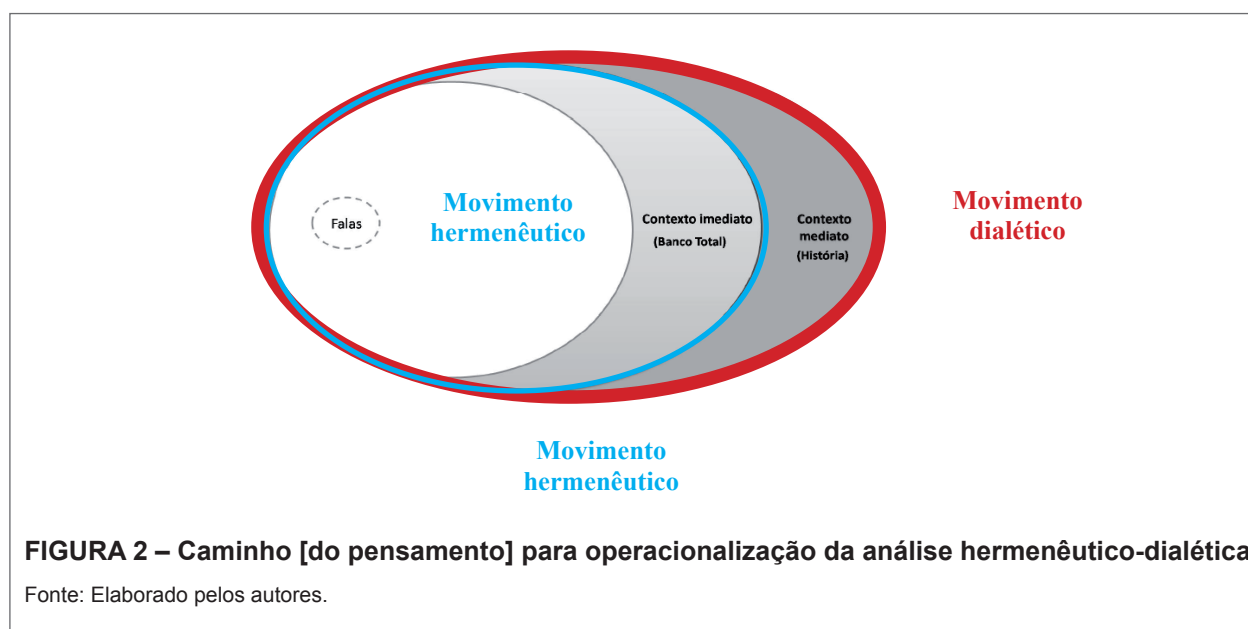 Falas
Movimento
hermenêutico
Contexto imediato
(Banco Total)
Contexto
mediato
(História)
Movimento
dialético
Movimento
hermenêutico
FIGURA 2 – Caminho [do pensamento] para operacionalização da análise hermenêutico-dialética
Fonte: Elaborado pelos autores.